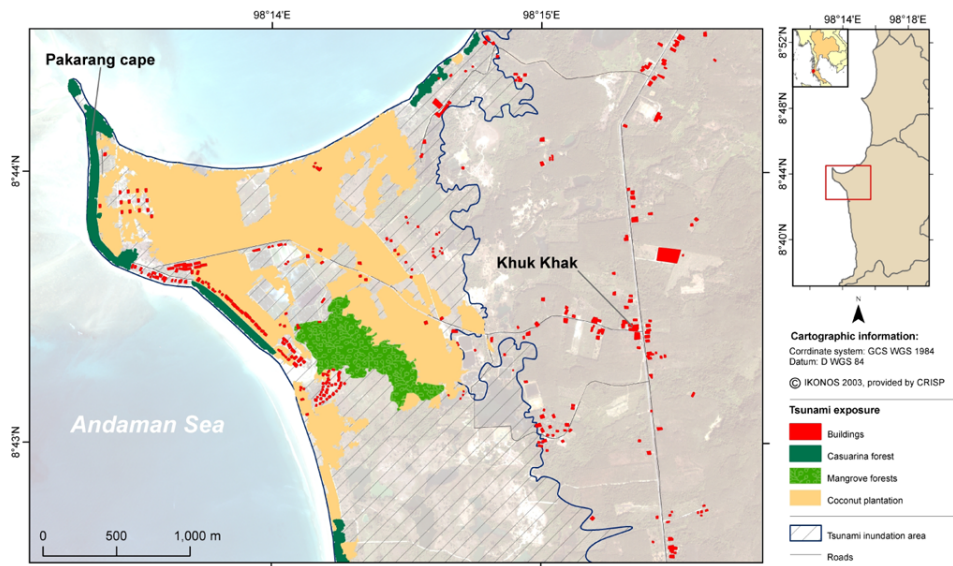 98°14'E
98°15'E
98°14'E 98°18'E
Pakarang cape
8°44'N
8°43'N
Khuk Khak
Andaman Sea
0 500 1,000 m
8°52'N
8°48'N
8°44'N
8°40'N
N
Cartographic information:
Corrdinate system: GCS WGS 1984
Datum: D WGS 84
© IKONOS 2003, provided by CRISP
Tsunami exposure
Buildings
Casuarina forest
Mangrove forests
Coconut plantation
Tsunami inundation area
Roads